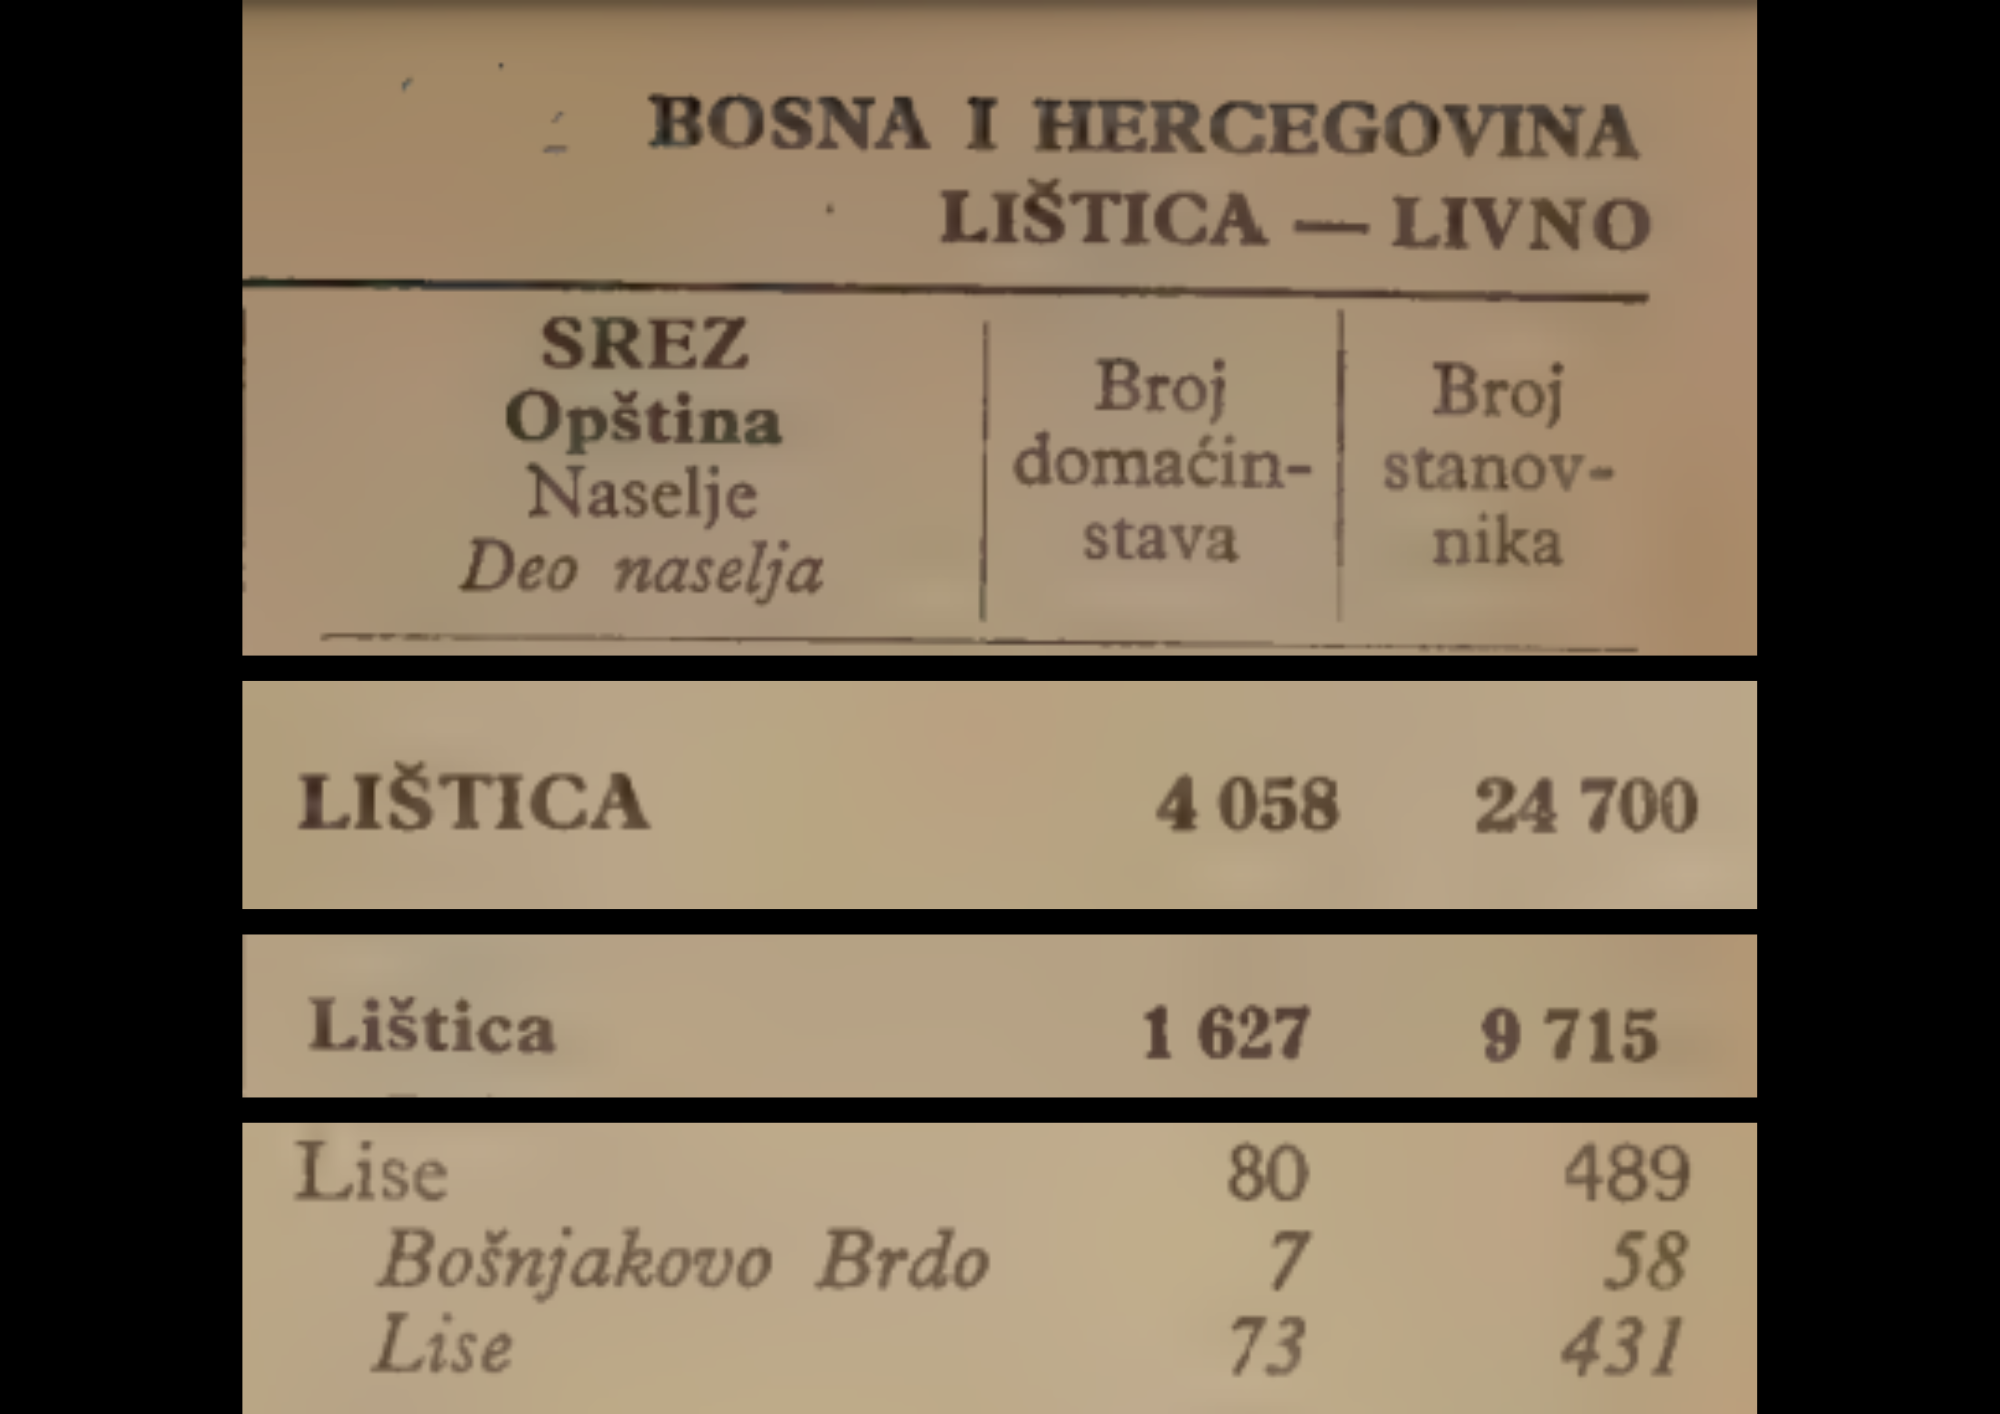 BOSNA I HERCEGOVINA
LIŠTICA — LIVNO
SREZ
Opština
Naselje
Deo naselja
Broj
domaćin-
stava
Broj
stanov-
nika
LIŠTICA 4 058 24 700
Lištica 1 627 9 715
Lise 80 489
Bošnjakovo Brdo 7 58
Lise 73 431